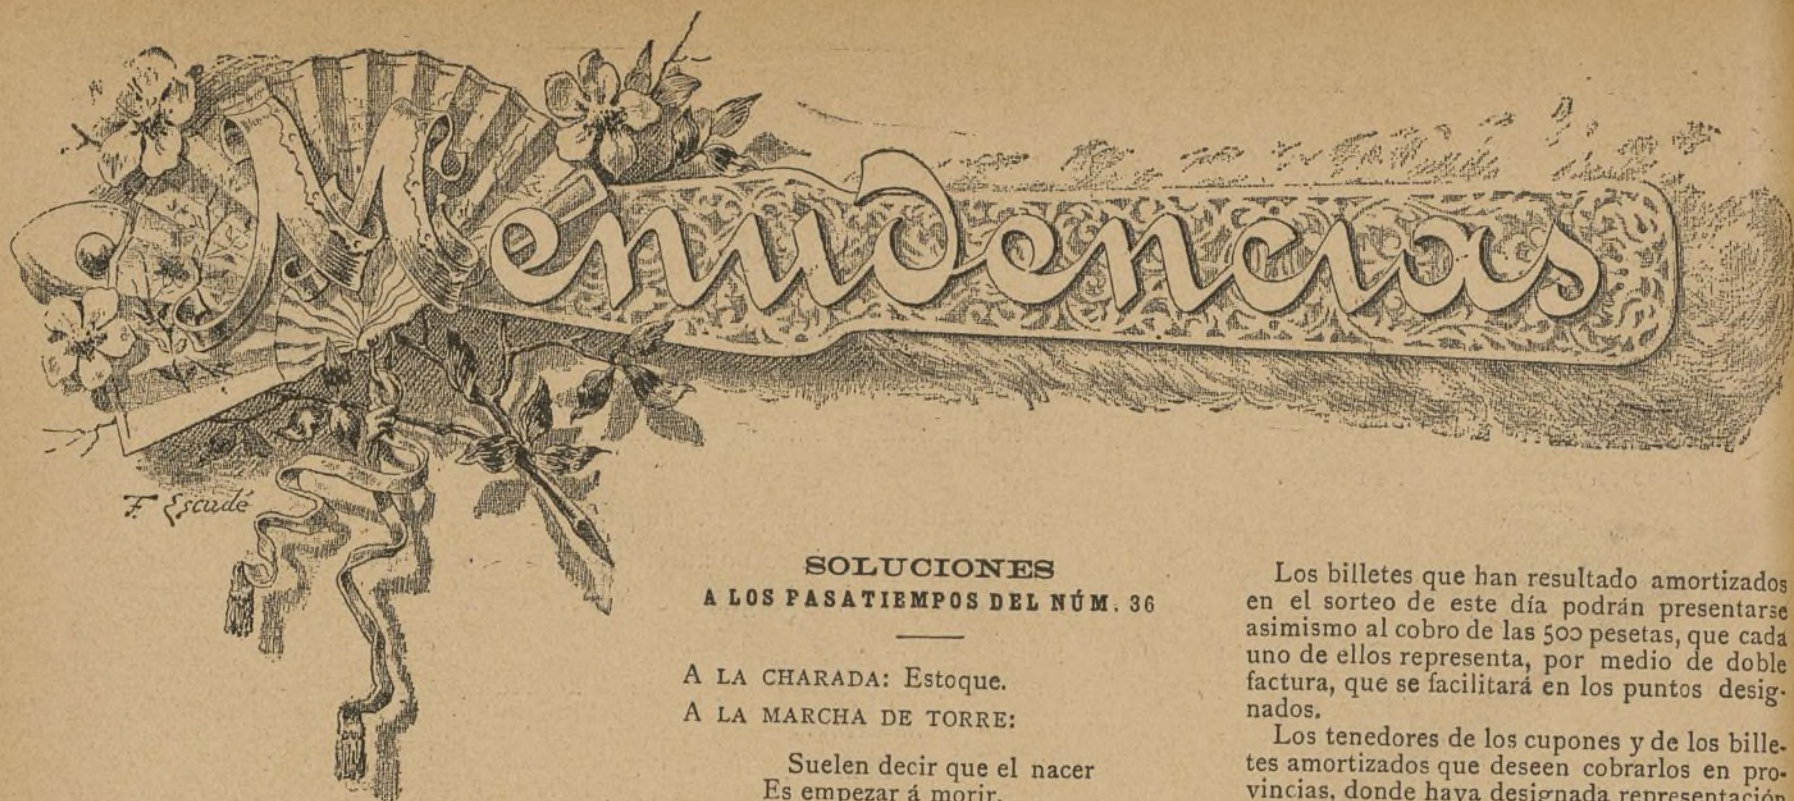 Menudencias
F. Escudé
SOLUCIONES
A LOS PASATIEMPOS DEL NÚM. 36
A LA CHARADA: Estoque.
A LA MARCHA DE TORRE:
Suelen decir que el nacer
Es empezar á morir.
Los billetes que han resultado amortizados
en el sorteo de este día podrán presentarse
asimismo al cobro de las 500 pesetas, que cada
uno de ellos representa, por medio de doble
factura, que se facilitará en los puntos desig-
nados.
Los tenedores de los cupones y de los bille-
tes amortizados que deseen cobrarlos en pro-
vincias, donde haya designada representación